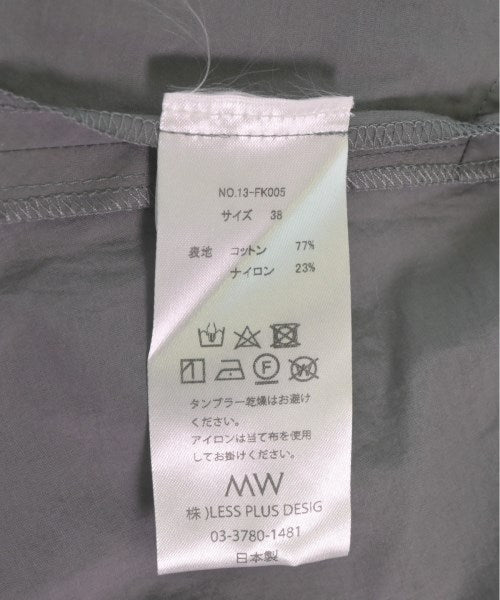 NO.13-FK005
サイズ 38
表地 コットン 77%
ナイロン 23%
タンブラー乾燥はお避け
ください。
アイロンは当て布を使用
してお掛けください。
MW
株)LESS PLUS DESIG
03-3780-1481
日本製